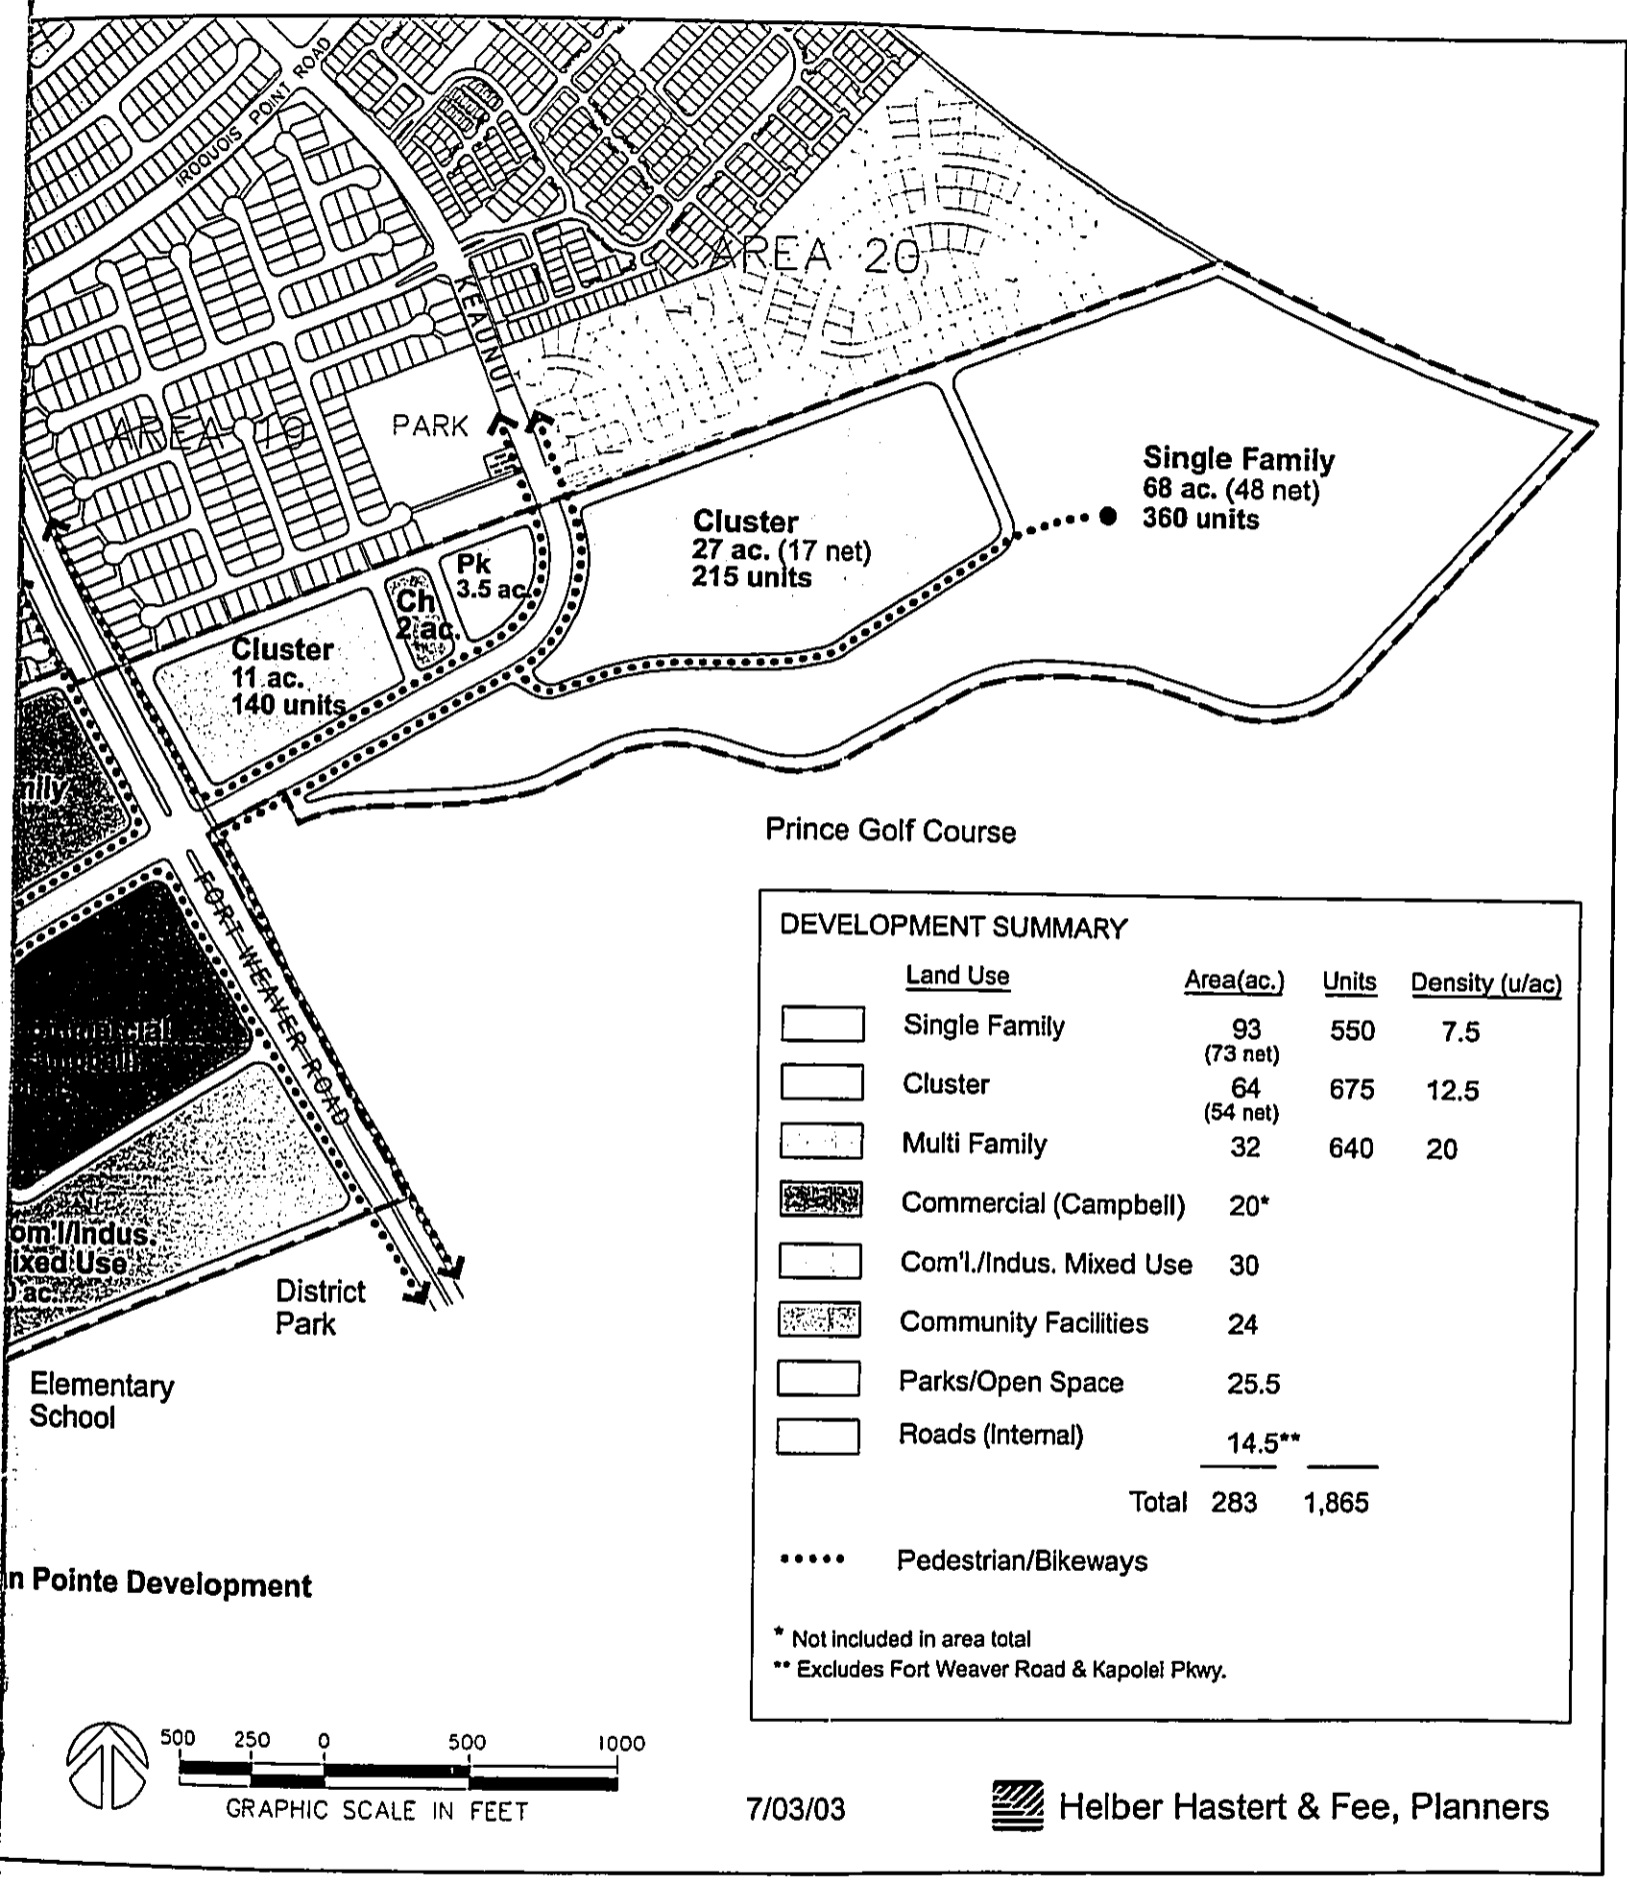 IROQUOIS POINT ROAD
AREA 20
KEAUNUI
AREA 19
PARK
Single Family
68 ac. (48 net)
360 units
Cluster
27 ac. (17 net)
215 units
Pk
3.5 ac.
Ch
2 ac.
Cluster
11 ac.
140 units
mily
Prince Golf Course
FORT WEAVER ROAD
om'l/Indus.
ixed Use
ac.
District
Park
Elementary
School
n Pointe Development
DEVELOPMENT SUMMARY
Land Use Area(ac.) Units Density (u/ac)
Single Family 93 550 7.5
(73 net)
Cluster 64 675 12.5
(54 net)
Multi Family 32 640 20
Commercial (Campbell) 20*
Com'l./Indus. Mixed Use 30
Community Facilities 24
Parks/Open Space 25.5
Roads (Internal) 14.5**
Total 283 1,865
Pedestrian/Bikeways
* Not included in area total
** Excludes Fort Weaver Road & Kapolei Pkwy.
500 250 0 500 1000
GRAPHIC SCALE IN FEET
7/03/03
Helber Hastert & Fee, Planners